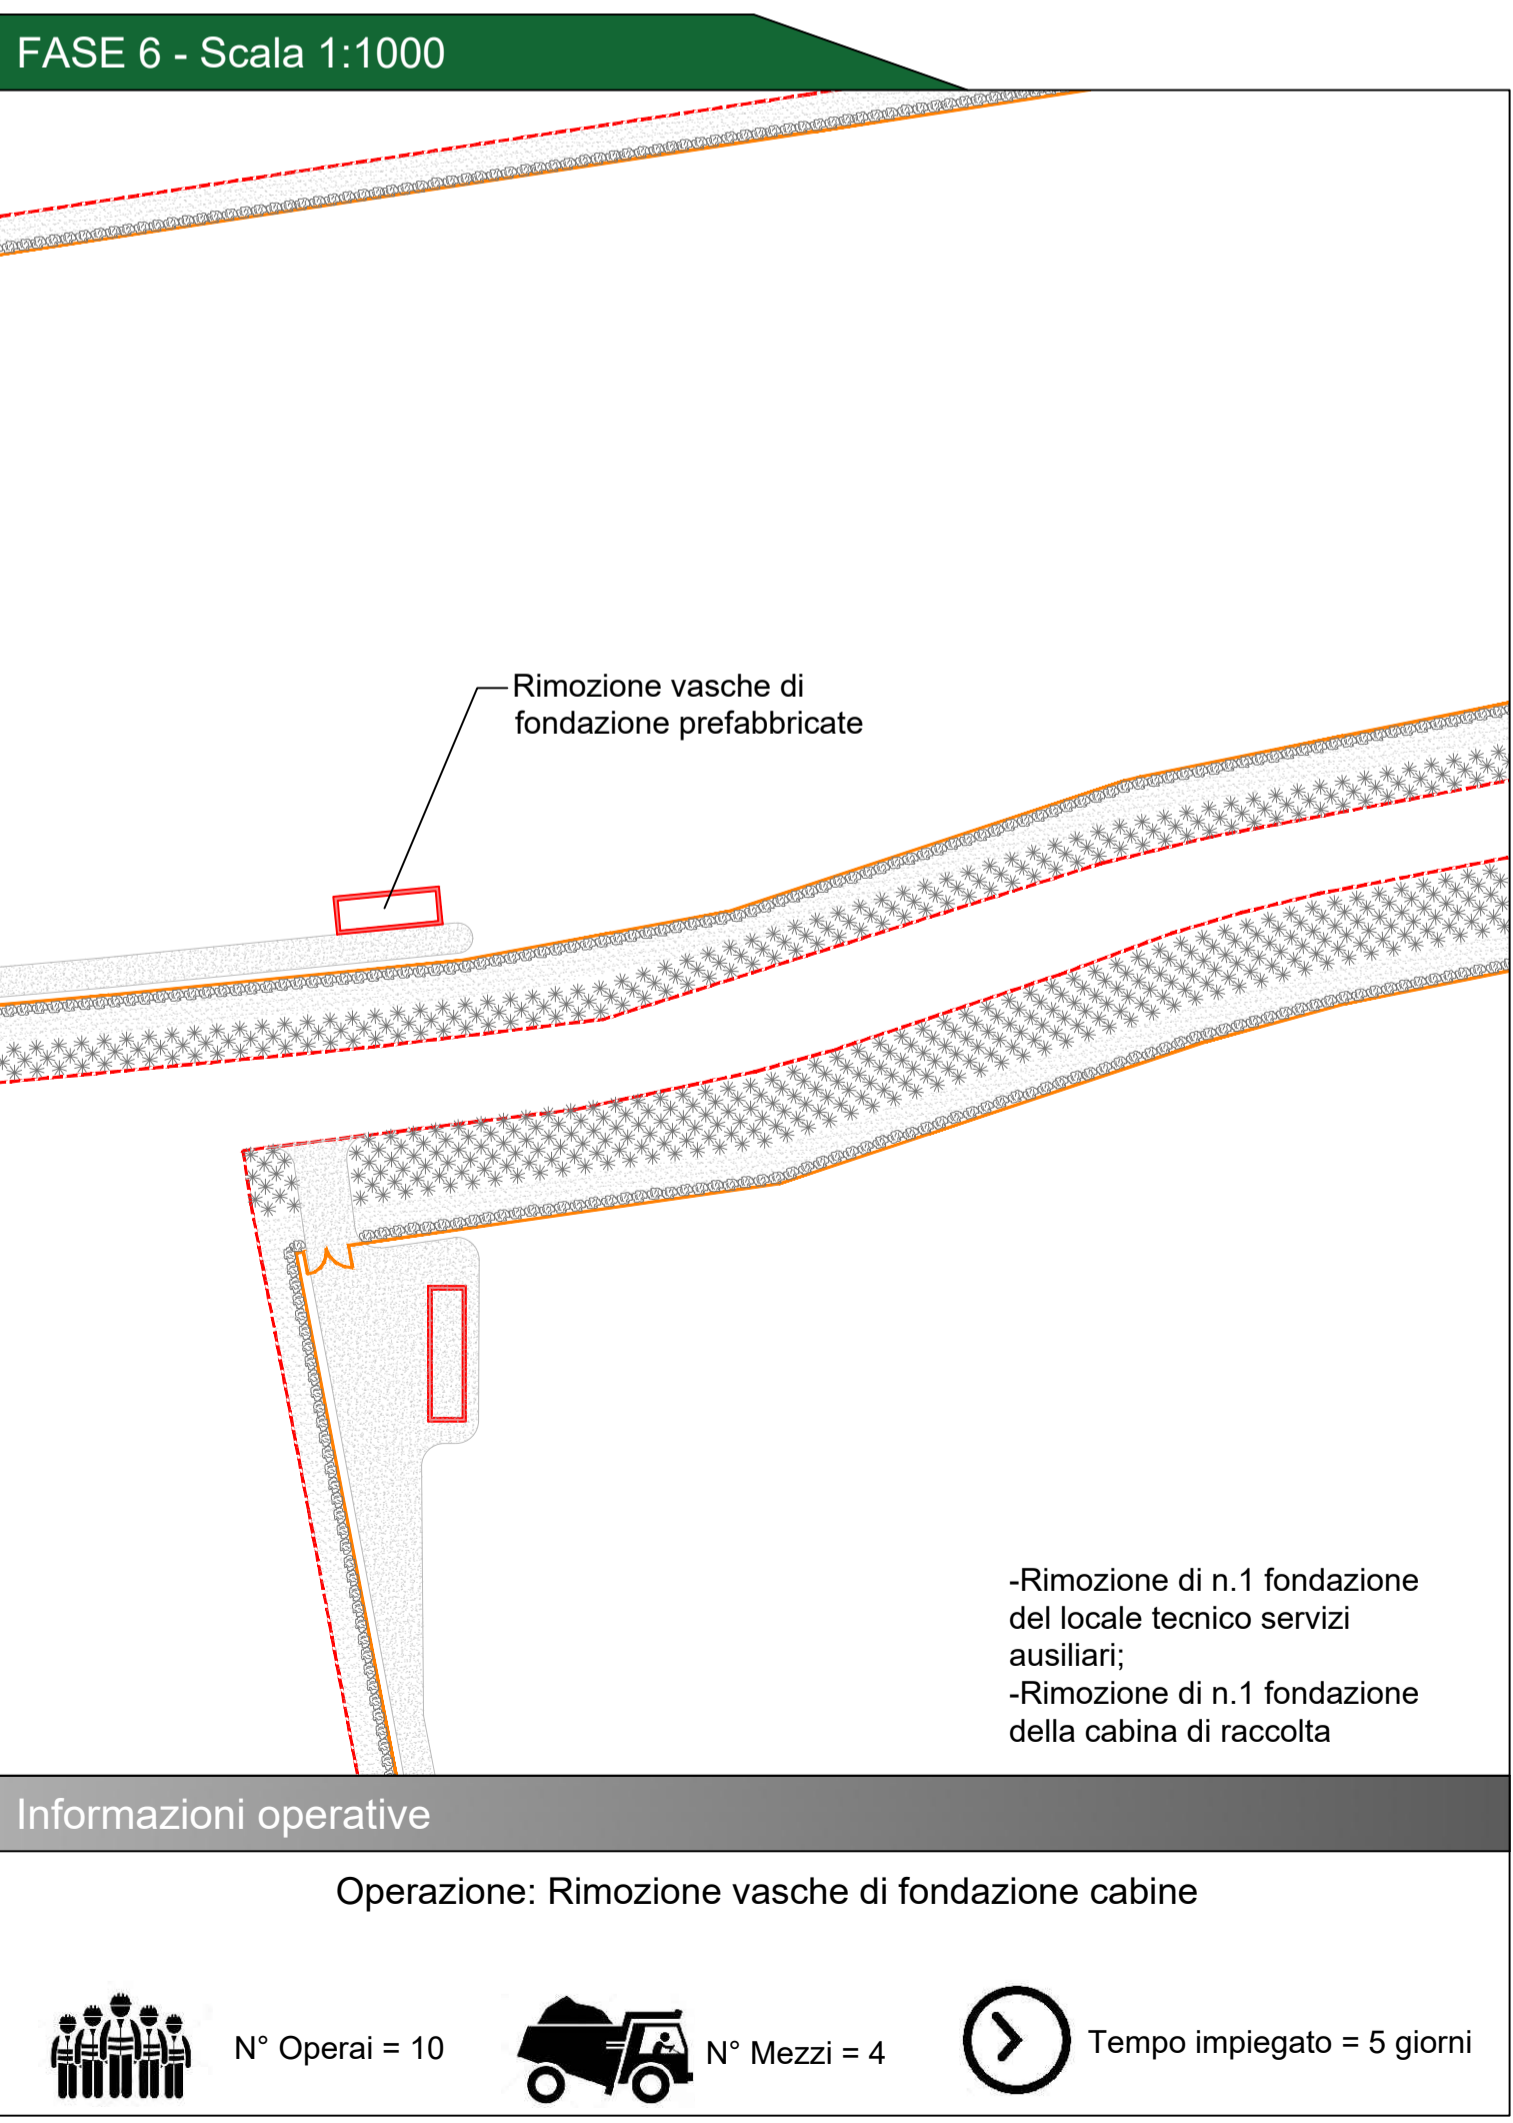 FASE 6 - Scala 1:1000
Rimozione vasche di
fondazione prefabbricate
-Rimozione di n.1 fondazione
del locale tecnico servizi
ausiliari;
-Rimozione di n.1 fondazione
della cabina di raccolta
Informazioni operative
Operazione: Rimozione vasche di fondazione cabine
N° Operai = 10
N° Mezzi = 4
Tempo impiegato = 5 giorni